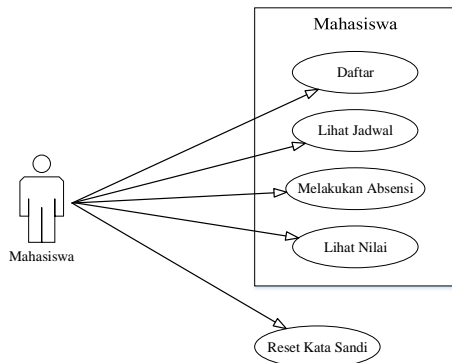 Mahasiswa
Daftar
Lihat Jadwal
Melakukan Absensi
Mahasiswa
Lihat Nilai
Reset Kata Sandi